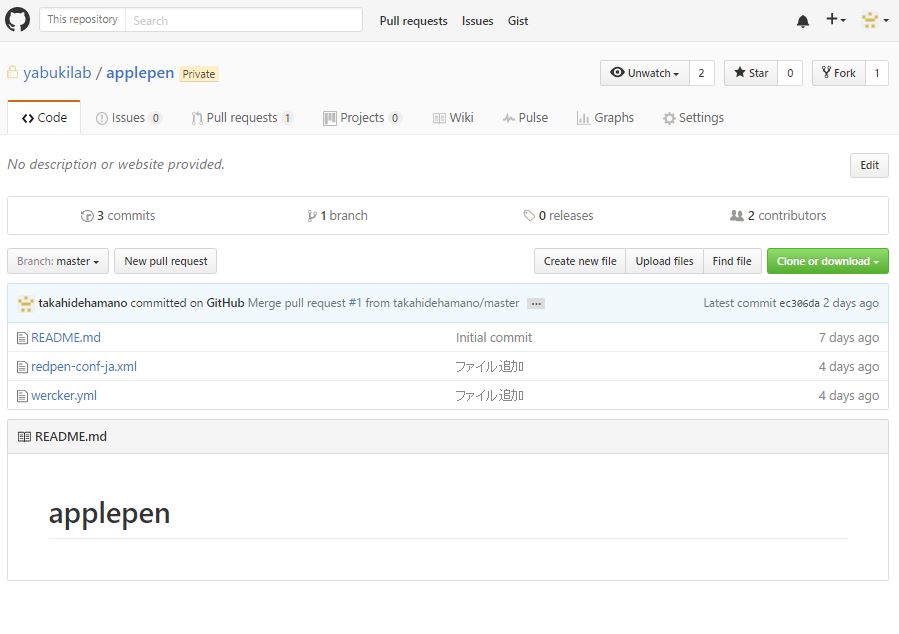 This repository Search Pull requests Issues Gist
yabukilab / applepen Private Unwatch 2 Star 0 Fork 1
Code Issues 0 Pull requests 1 Projects 0 Wiki Pulse Graphs Settings
No description or website provided. Edit
3 commits 1 branch 0 releases 2 contributors
Branch: master New pull request Create new file Upload files Find file Clone or download
takahidehamano committed on GitHub Merge pull request #1 from takahidehamano/master ... Latest commit ec306da 2 days ago
README.md Initial commit 7 days ago
redpen-conf-ja.xml ファイル追加 4 days ago
wercker.yml ファイル追加 4 days ago
README.md
applepen